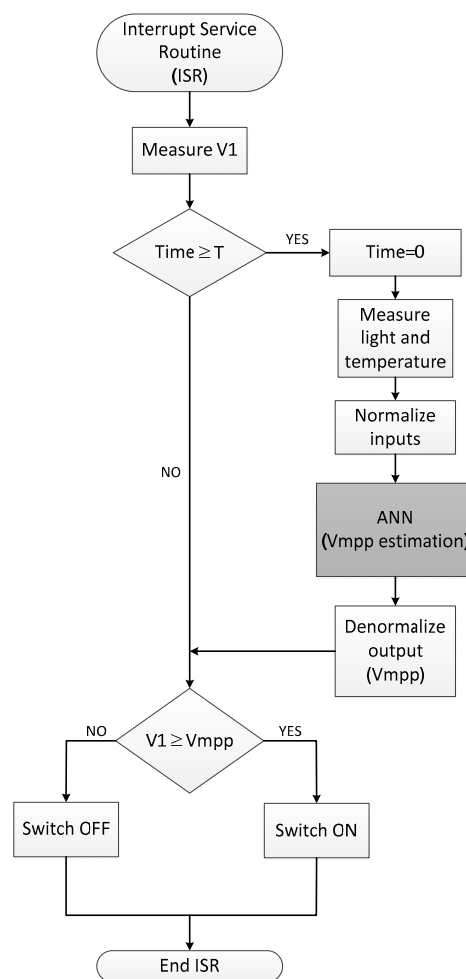 Interrupt Service
Routine
(ISR)
Measure V1
Time ≥ T
YES
Time=0
Measure
light and
temperature
Normalize
inputs
NO
ANN
(Vmpp estimation)
Denormalize
output
(Vmpp)
V1 ≥ Vmpp
NO
YES
Switch OFF
Switch ON
End ISR